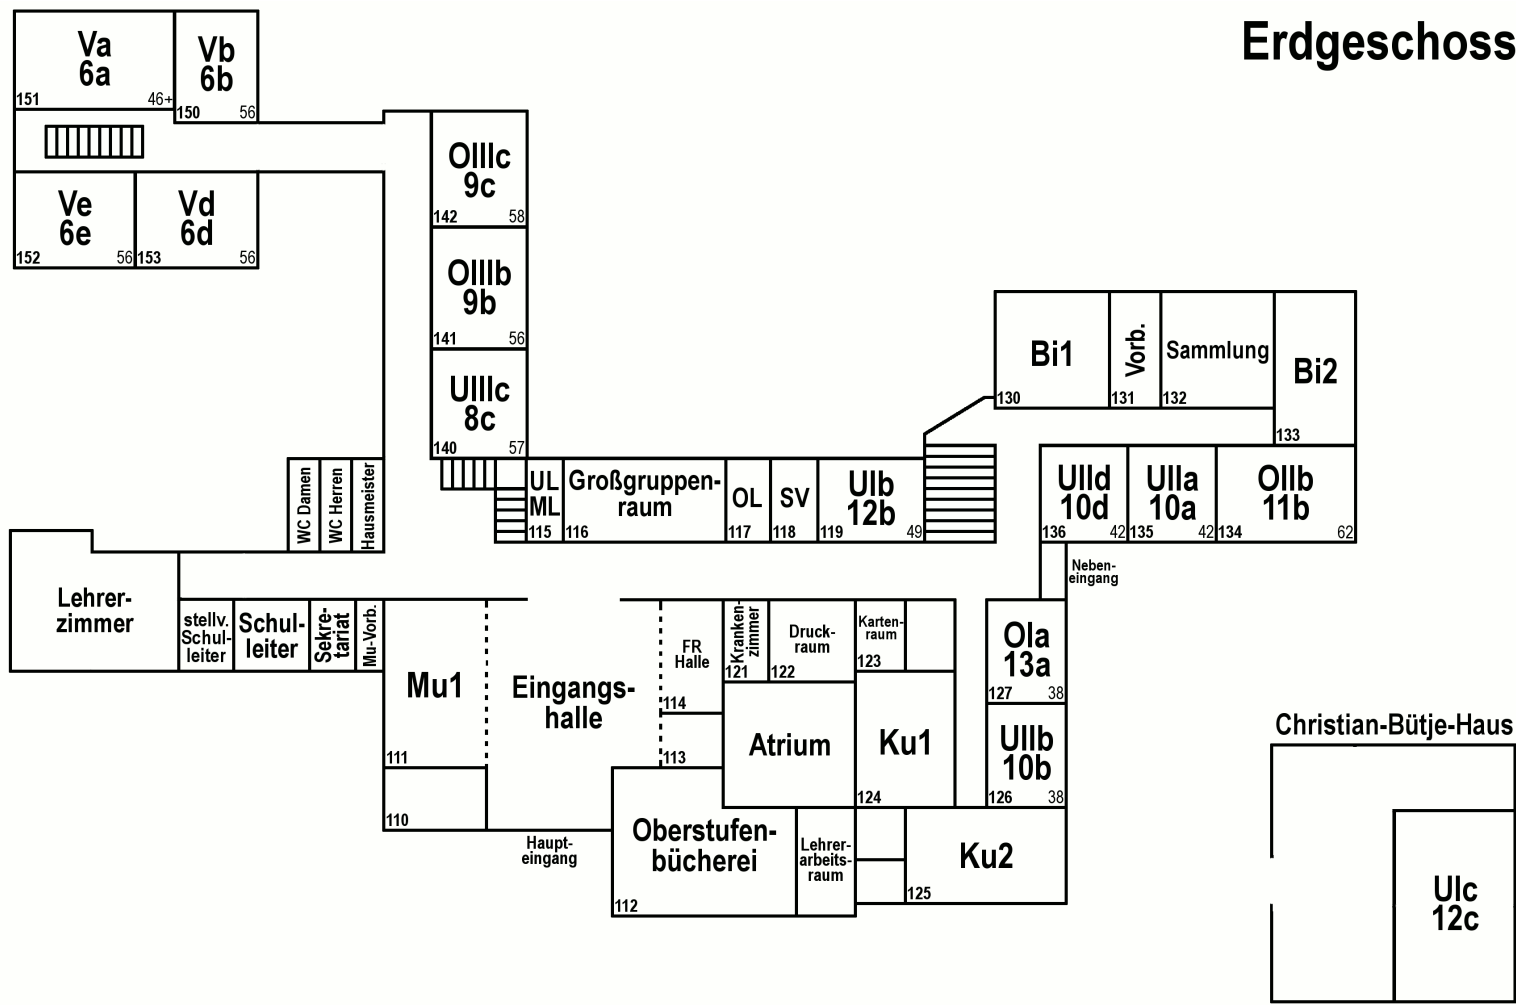 Erdgeschoss
Va
6a
151 46+
Vb
6b
150 56
Ve
6e
152 56
Vd
6d
153 56
OIIIc
9c
142 58
OIIIb
9b
141 56
UIIIc
8c
140 57
Bi1
130
Vorb.
131
Sammlung
132
Bi2
133
WC Damen
WC Herren
Hausmeister
UL
ML
115
Großgruppen-
raum
116
OL
117
SV
118
UIb
12b
119 49
UIId
10d
136 42
UIIa
10a
135 42
OIIb
11b
134 62
Neben-
eingang
Lehrer-
zimmer
stellv.
Schul-
leiter
Schul-
leiter
Sekre-
tariat
Mu-Vorb.
Mu1
111
110
Eingangs-
halle
Haupt-
eingang
FR
Halle
114
113
Kranken-
zimmer
121
Druck-
raum
122
Karten-
raum
123
Atrium
Ku1
124
OIa
13a
127 38
UIIb
10b
126 38
Oberstufen-
bücherei
112
Lehrer-
arbeits-
raum
Ku2
125
Christian-Bütje-Haus
UIc
12c